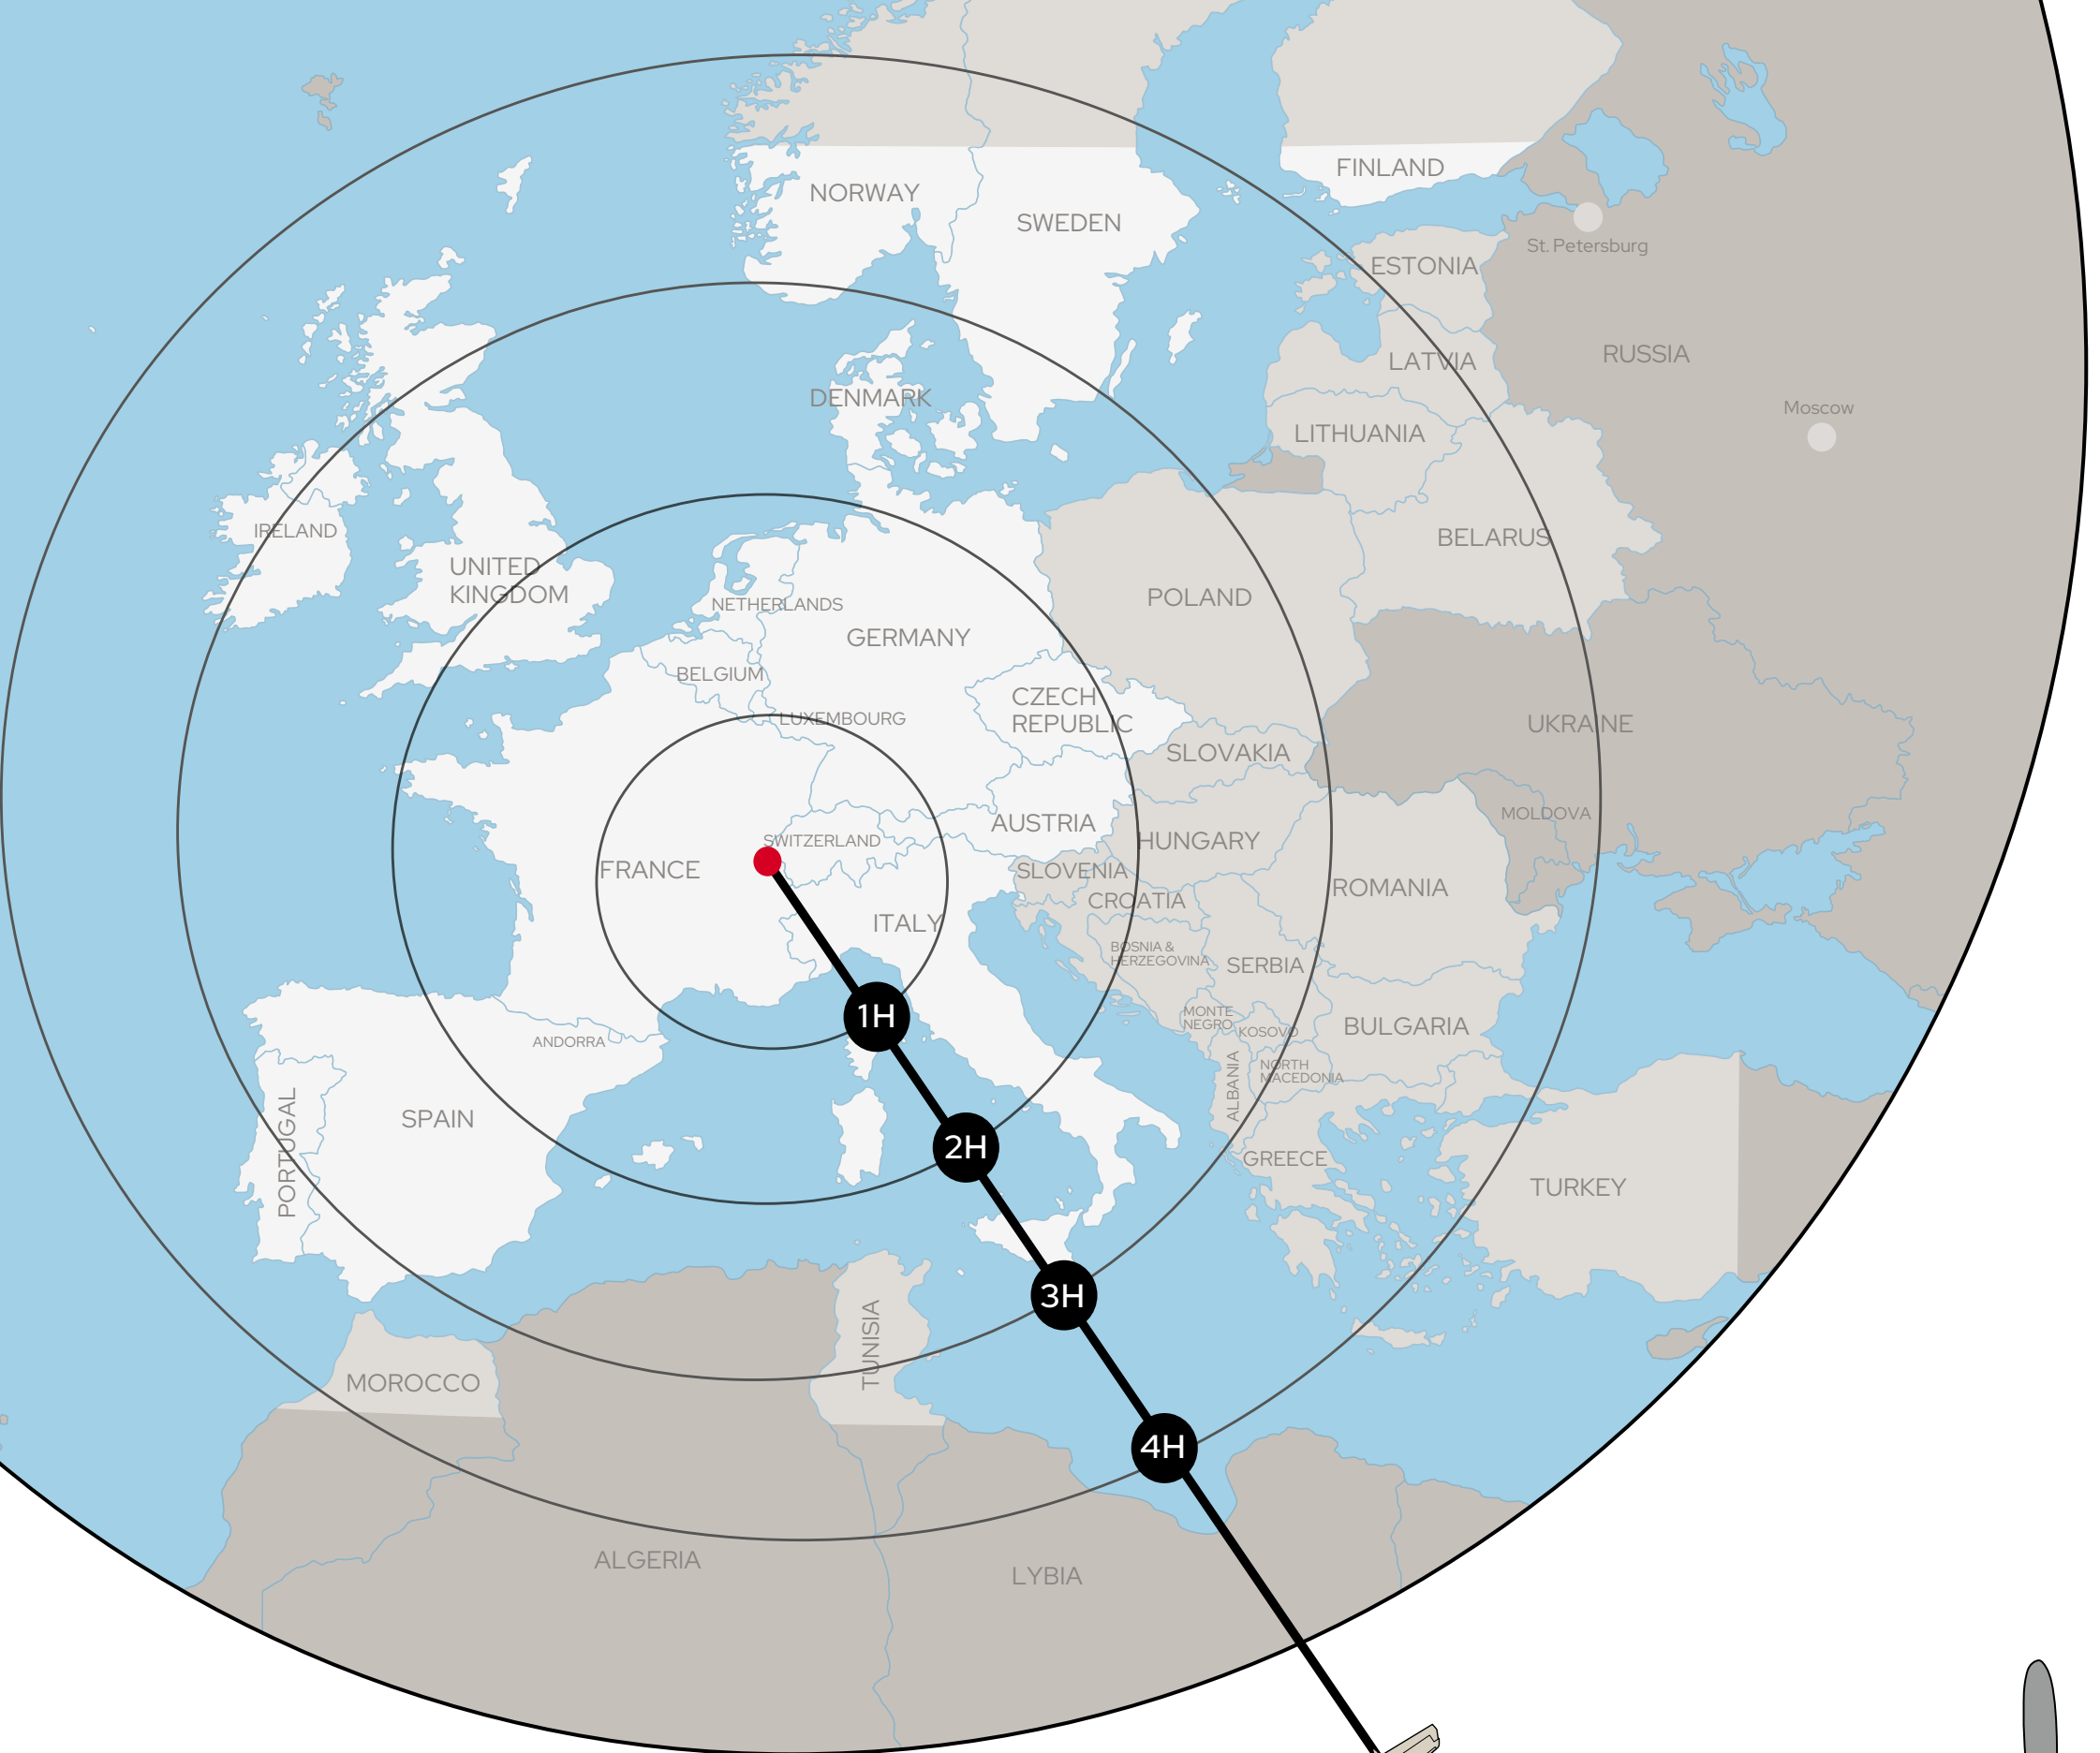 NORWAY
FINLAND
SWEDEN
St. Petersburg
ESTONIA
RUSSIA
LATVIA
DENMARK
Moscow
LITHUANIA
IRELAND
BELARUS
UNITED
KINGDOM
NETHERLANDS
POLAND
GERMANY
BELGIUM
CZECH
REPUBLIC
LUXEMBOURG
UKRAINE
SLOVAKIA
MOLDOVA
AUSTRIA
SWITZERLAND
HUNGARY
FRANCE
SLOVENIA
ROMANIA
CROATIA
ITALY
BOSNIA &
HERZEGOVINA
SERBIA
1H
MONTE
NEGRO
KOSOVO
BULGARIA
ANDORRA
NORTH
MACEDONIA
ALBANIA
SPAIN
PORTUGAL
2H
GREECE
TURKEY
3H
TUNISIA
MOROCCO
4H
ALGERIA
LYBIA